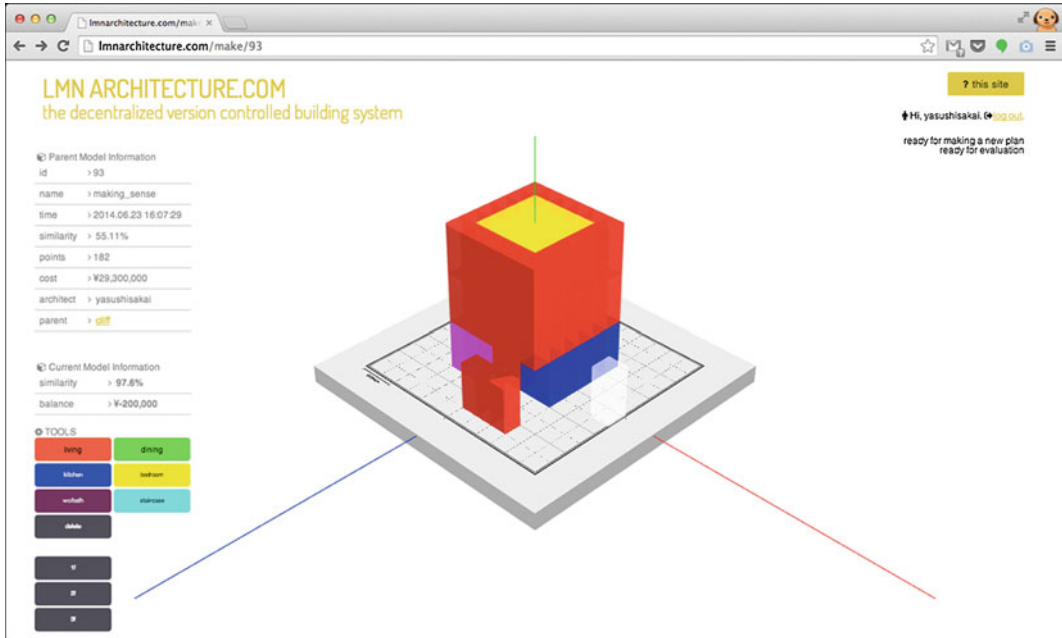 lmnarchitecture.com/make ×
lmnarchitecture.com/make/93
LMN ARCHITECTURE.COM
the decentralized version controlled building system
? this site
Hi, yasushisakai. log out.
ready for making a new plan
ready for evaluation
Parent Model Information
id > 93
name > making_sense
time > 2014.06.23 16:07:29
similarity > 55.11%
points > 182
cost > ¥29,300,000
architect > yasushisakai
parent > cliff
Current Model Information
similarity > 97.6%
balance > ¥-200,000
TOOLS
living dining
kitchen bedroom
wc/bath staircase
delete